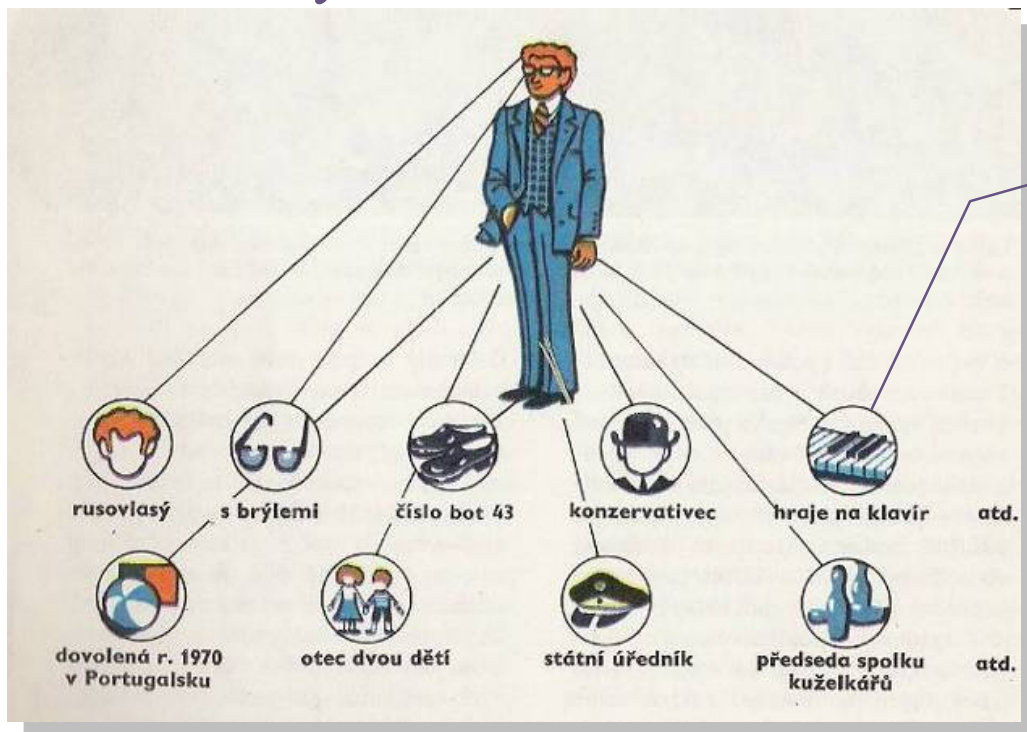 rusovlasý s brýlemi číslo bot 43 konzervativec hraje na klavír atd.
dovolená r. 1970 otec dvou dětí státní úředník předseda spolku atd.
v Portugalsku kuželkářů